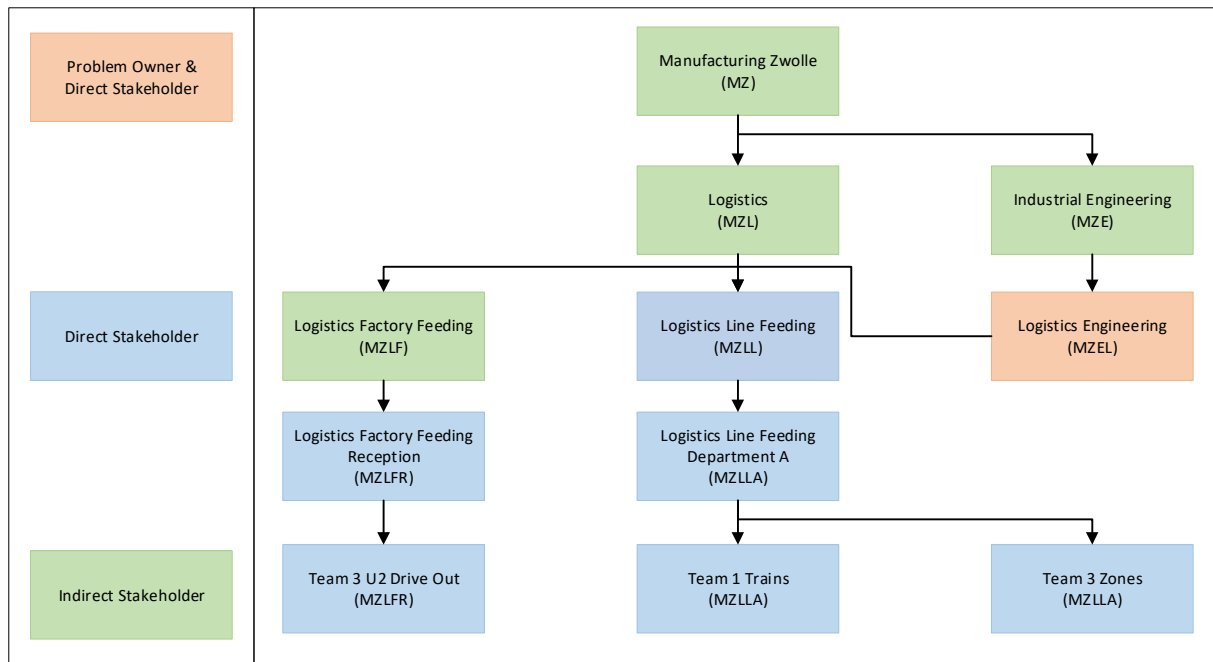 Problem Owner &
Direct Stakeholder
Manufacturing Zwolle
(MZ)
Logistics
(MZL)
Industrial Engineering
(MZE)
Direct Stakeholder
Logistics Factory Feeding
(MZLF)
Logistics Line Feeding
(MZLL)
Logistics Engineering
(MZEL)
Logistics Factory Feeding
Reception
(MZLFR)
Logistics Line Feeding
Department A
(MZLLA)
Indirect Stakeholder
Team 3 U2 Drive Out
(MZLFR)
Team 1 Trains
(MZLLA)
Team 3 Zones
(MZLLA)